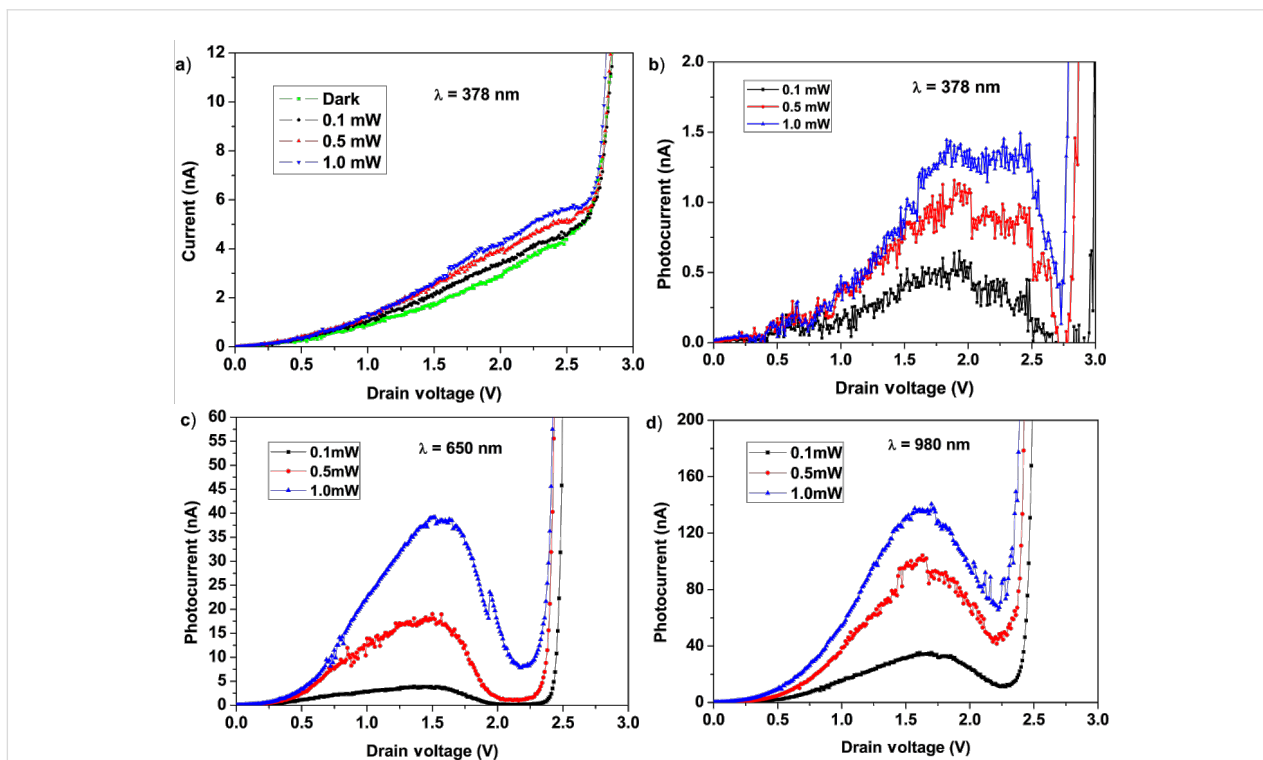 a)
λ = 378 nm
Dark
0.1 mW
0.5 mW
1.0 mW
Current (nA)
12
10
8
6
4
2
0
0.0 0.5 1.0 1.5 2.0 2.5 3.0
Drain voltage (V)
b)
λ = 378 nm
0.1 mW
0.5 mW
1.0 mW
Photocurrent (nA)
2.0
1.5
1.0
0.5
0.0
0.0 0.5 1.0 1.5 2.0 2.5 3.0
Drain voltage (V)
c)
λ = 650 nm
0.1mW
0.5mW
1.0mW
Photocurrent (nA)
60
55
50
45
40
35
30
25
20
15
10
5
0
0.0 0.5 1.0 1.5 2.0 2.5 3.0
Drain voltage (V)
d)
λ = 980 nm
0.1mW
0.5mW
1.0mW
Photocurrent (nA)
200
160
120
80
40
0
0.0 0.5 1.0 1.5 2.0 2.5 3.0
Drain voltage (V)